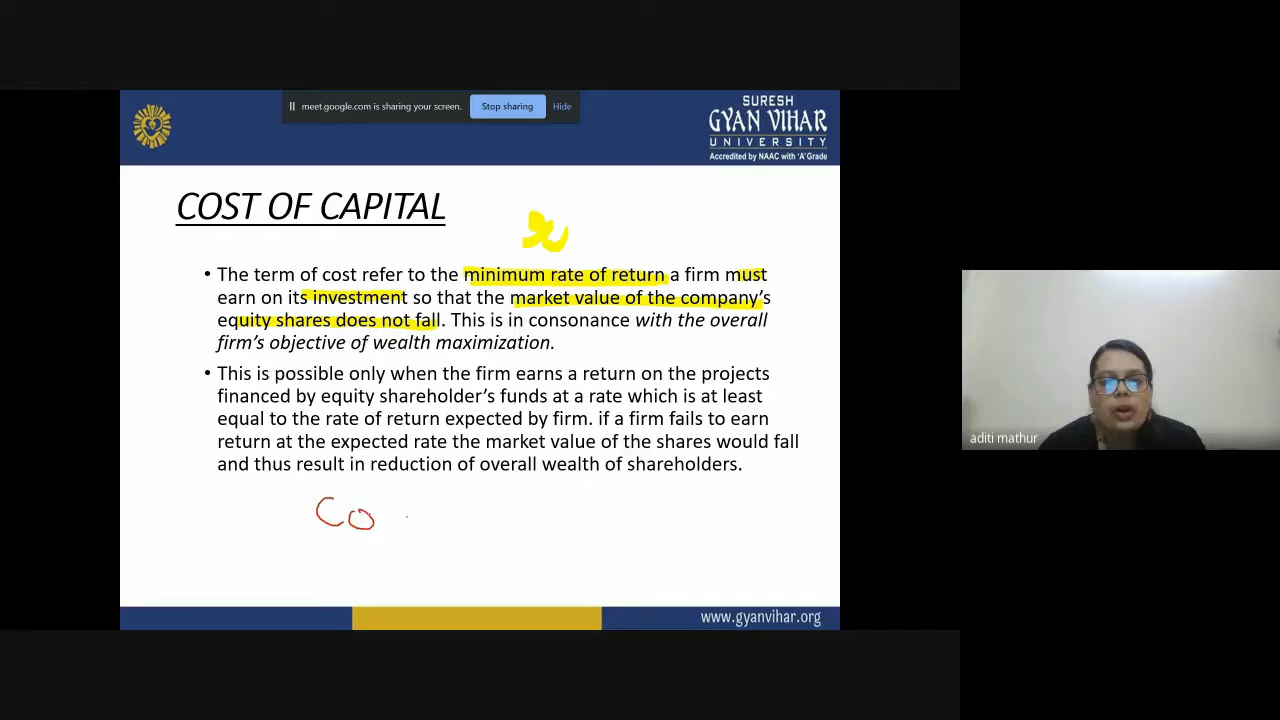 meet.google.com is sharing your screen. Stop sharing Hide
SURESH
GYAN VIHAR
UNIVERSITY
Accredited by NAAC with 'A' Grade
COST OF CAPITAL
• The term of cost refer to the minimum rate of return a firm must
earn on its investment so that the market value of the company's
equity shares does not fall. This is in consonance with the overall
firm's objective of wealth maximization.
• This is possible only when the firm earns a return on the projects
financed by equity shareholder's funds at a rate which is at least
equal to the rate of return expected by firm. if a firm fails to earn
return at the expected rate the market value of the shares would fall
and thus result in reduction of overall wealth of shareholders.
aditi mathur
Co
www.gyanvihar.org